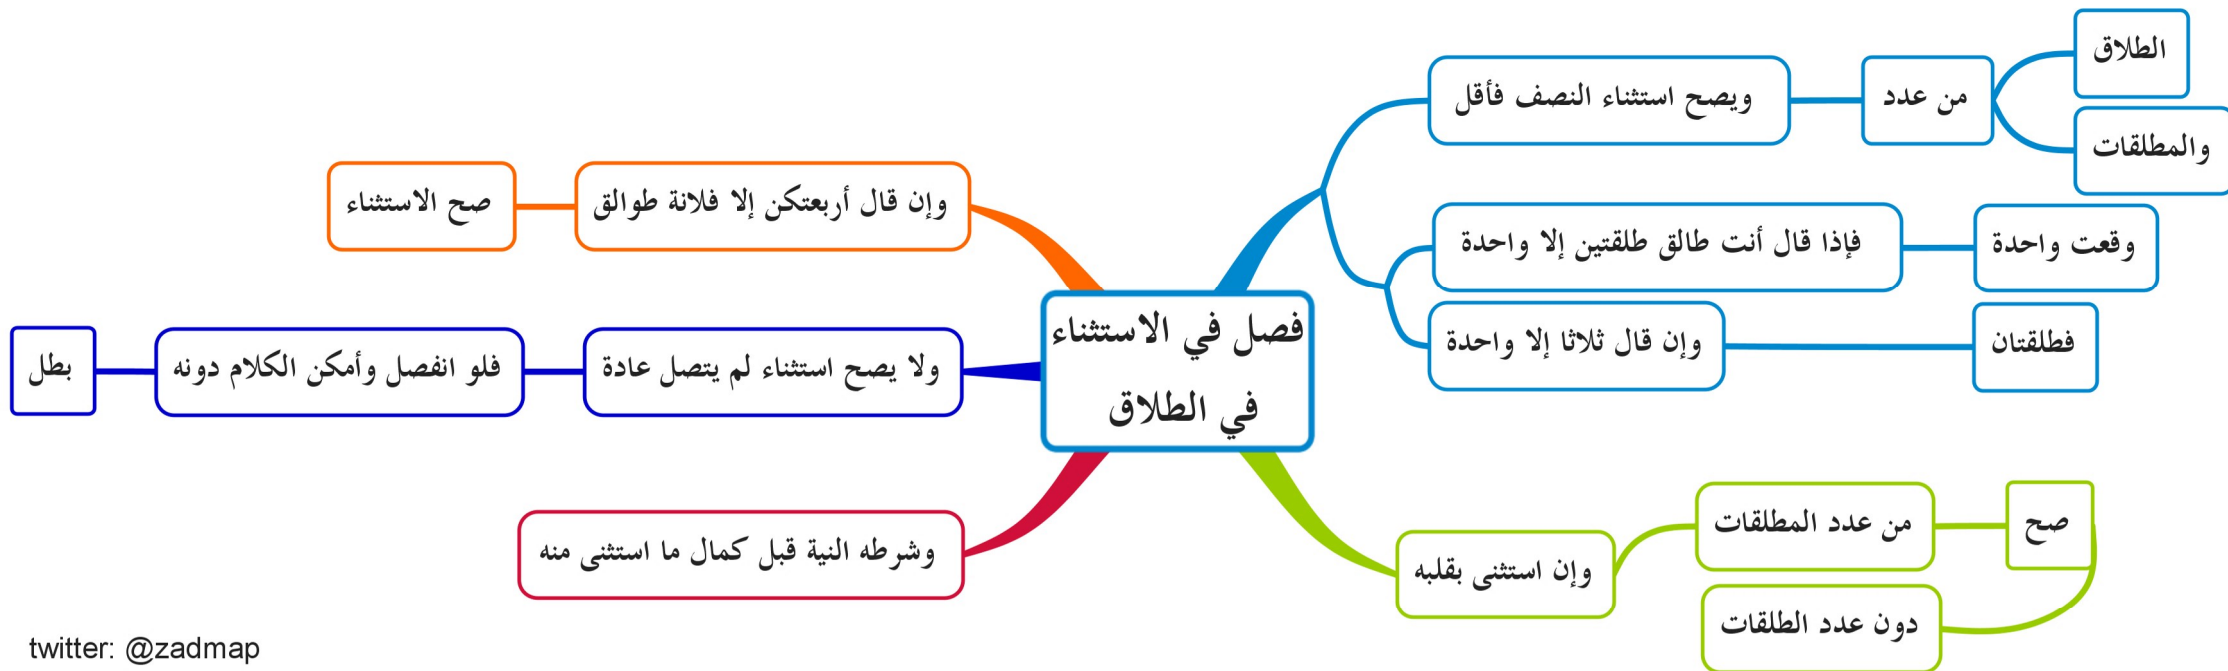 فصل في الاستثناء
في الطلاق
ويصح استثناء النصف فأقل
من عدد
الطلاق
والمطلقات
فإذا قال أنت طالق طلقتين إلا واحدة
وقعت واحدة
وإن قال ثلاثا إلا واحدة
فطلقتان
وإن استثنى بقلبه
من عدد المطلقات
صح
دون عدد الطلقات
وإن قال أربعتكن إلا فلانة طوالق
صح الاستثناء
ولا يصح استثناء لم يتصل عادة
فلو انفصل وأمكن الكلام دونه
بطل
وشرطه النية قبل كمال ما استثنى منه
twitter: @zadmap